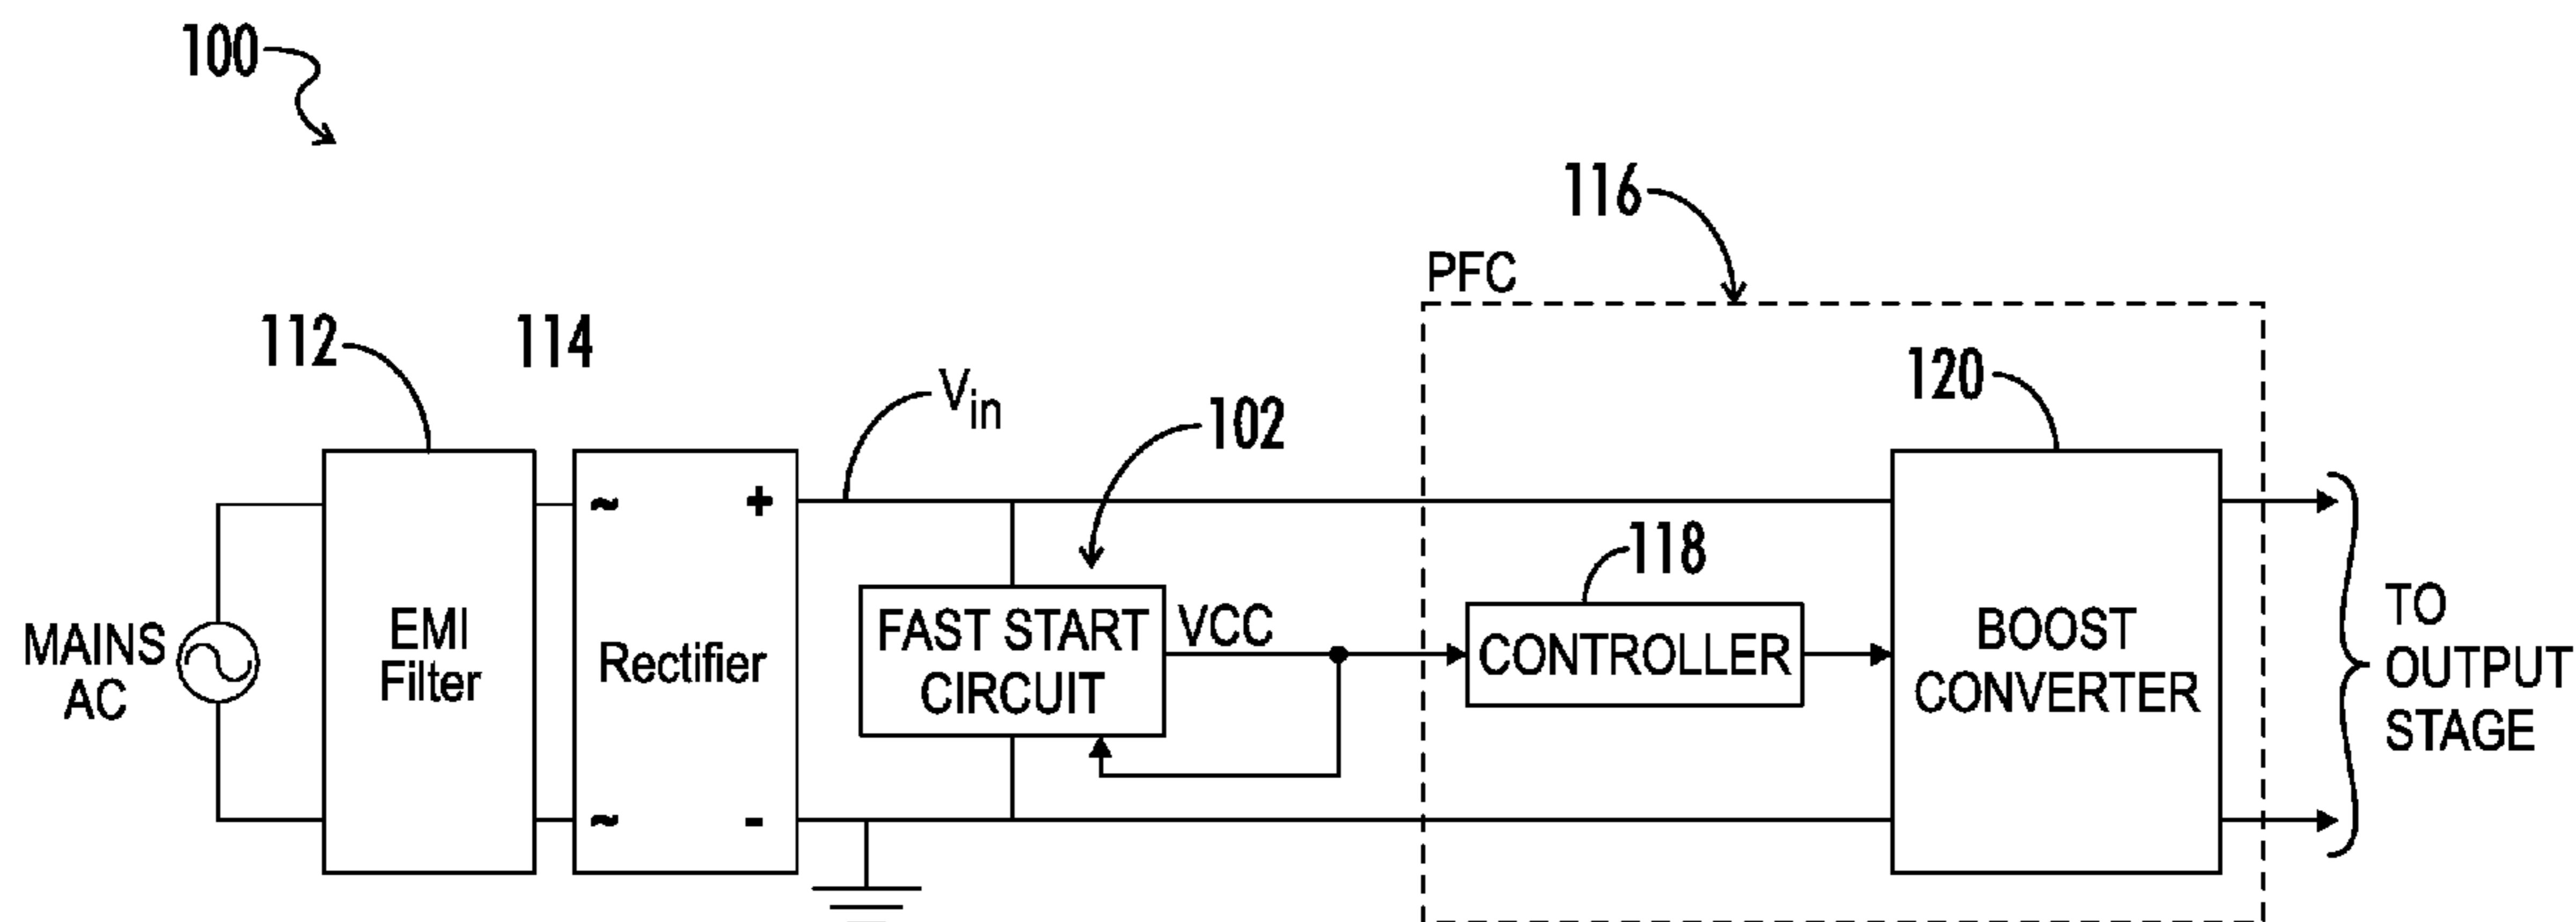 100
116
PFC
112
114
120
Vin
102
118
MAINS
AC
EMI
Filter
~
~
Rectifier
+
-
FAST START
CIRCUIT
VCC
CONTROLLER
BOOST
CONVERTER
TO
OUTPUT
STAGE